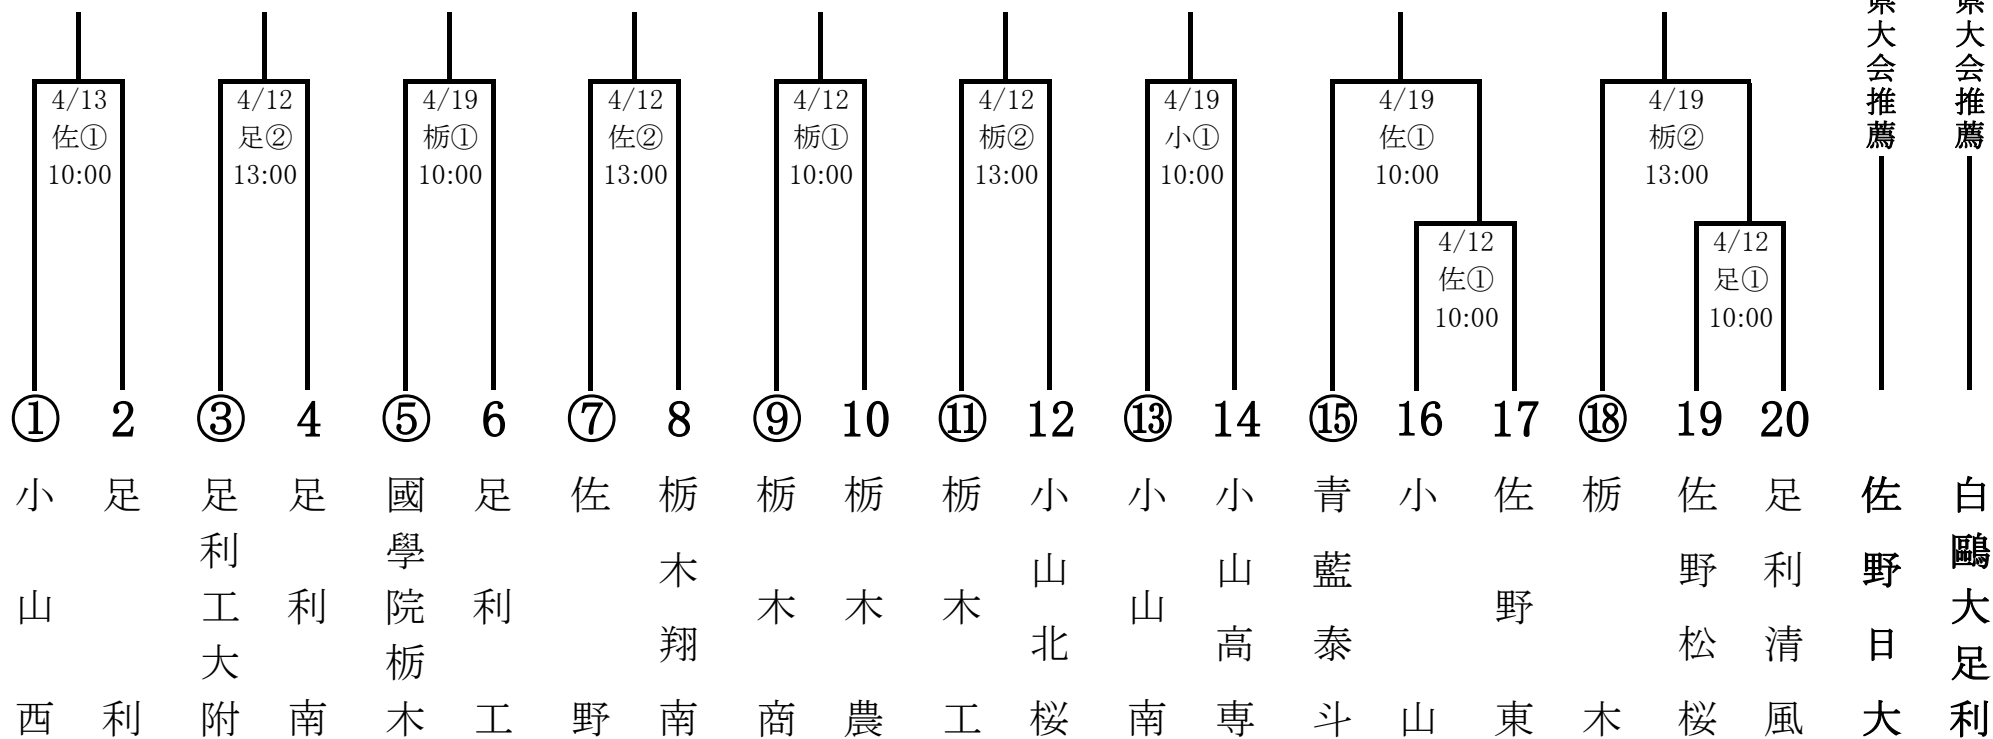 4/13
佐①
10:00
4/12
足②
13:00
4/19
栃①
10:00
4/12
佐②
13:00
4/12
栃①
10:00
4/12
栃②
13:00
4/19
小①
10:00
4/19
佐①
10:00
4/19
栃②
13:00
4/12
佐①
10:00
4/12
足①
10:00
県大会推薦
県大会推薦
① 2 ③ 4 ⑤ 6 ⑦ 8 ⑨ 10 ⑪ 12 ⑬ 14 ⑮ 16 17 ⑱ 19 20
小山西
足利
足利工大附
足利南
國學院栃木
足利工
佐野
栃木翔南
栃木商
栃木農
栃木工
小山北桜
小山南
小山高専
青藍泰斗
小山
佐野東
栃木
佐野松桜
足利清風
佐野日大
白鷗大足利